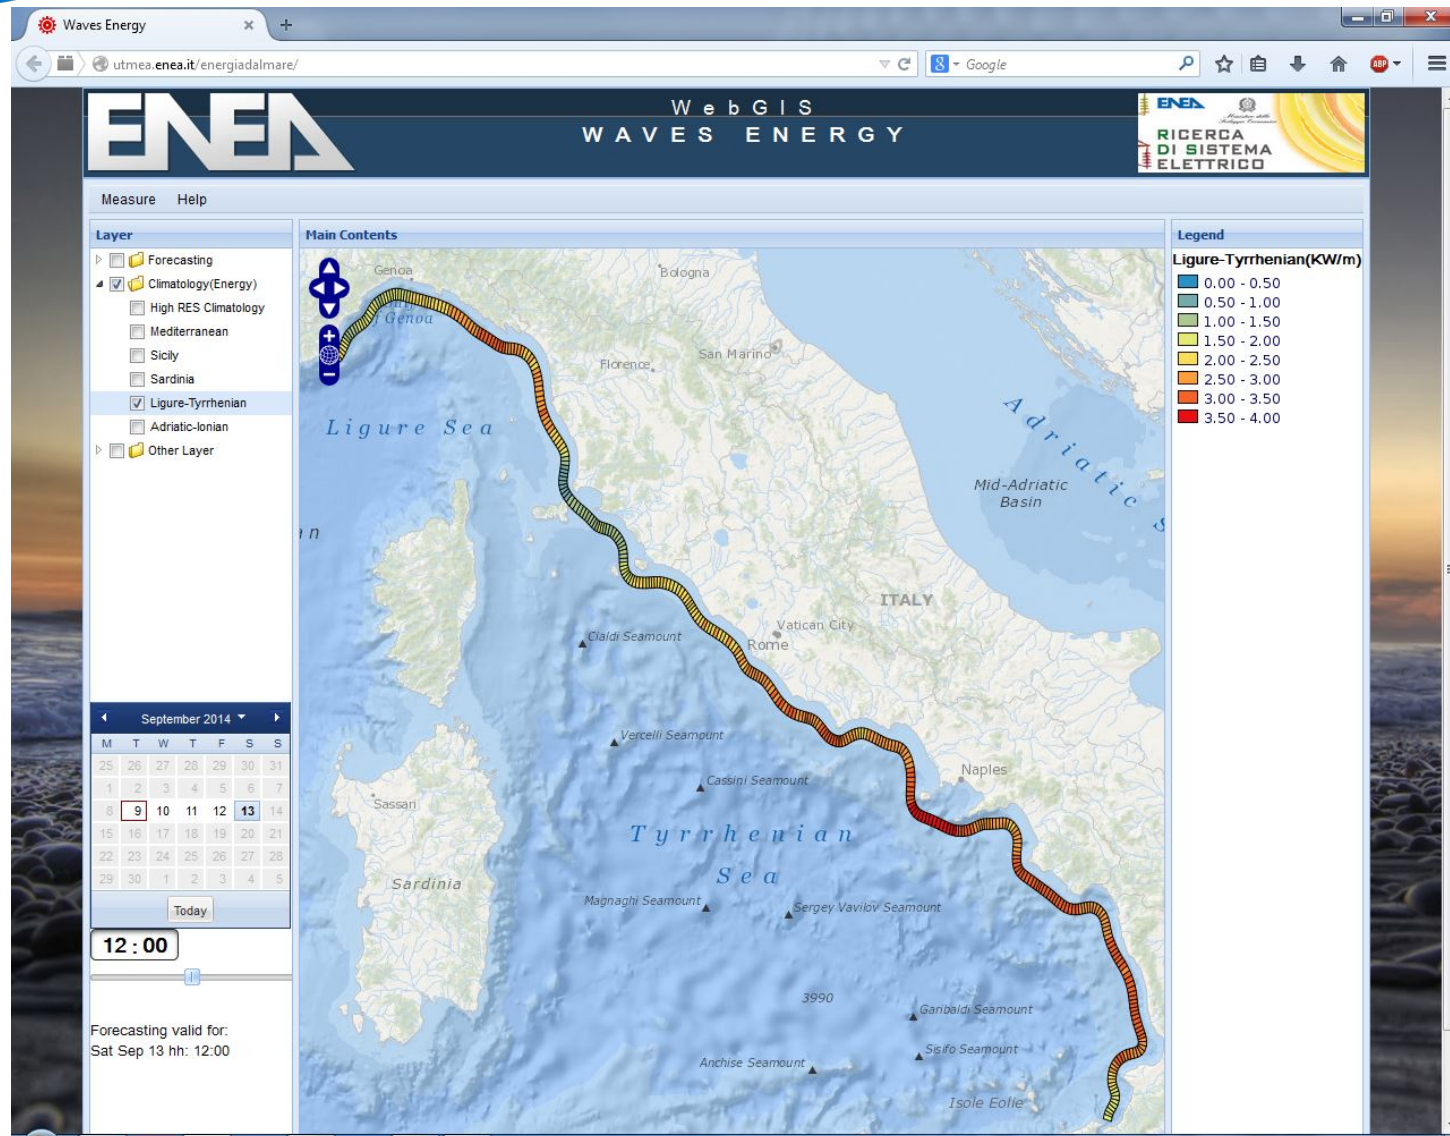 Waves Energy
utmea.enea.it/energiadalmare/
Google
ABP
ENEA
WebGIS
WAVES ENERGY
ENEA
RICERCA
DI SISTEMA
ELETTRICO
Measure Help
Layer
Forecasting
Climatology(Energy)
High RES Climatology
Mediterranean
Sicily
Sardinia
Ligure-Tyrrhenian
Adriatic-Ionian
Other Layer
September 2014
M T W T F S S
25 26 27 28 29 30 31
1 2 3 4 5 6 7
8 9 10 11 12 13 14
15 16 17 18 19 20 21
22 23 24 25 26 27 28
29 30 1 2 3 4 5
Today
12 : 00
Forecasting valid for:
Sat Sep 13 hh: 12:00
Main Contents
Genoa
Bologna
of Genoa
San Marino
Florence
Ligure Sea
Adriatic
S
Mid-Adriatic
Basin
an
ITALY
Vatican City
Rome
Cialdi Seamount
Vercelli Seamount
Cassini Seamount
Naples
Sassari
Tyrrhenian
Sea
Sardinia
Magnaghi Seamount
Sergey Vavilov Seamount
3990
Garibaldi Seamount
Sisifo Seamount
Anchise Seamount
Isole Eolie
Legend
Ligure-Tyrrhenian(KW/m)
0.00 - 0.50
0.50 - 1.00
1.00 - 1.50
1.50 - 2.00
2.00 - 2.50
2.50 - 3.00
3.00 - 3.50
3.50 - 4.00